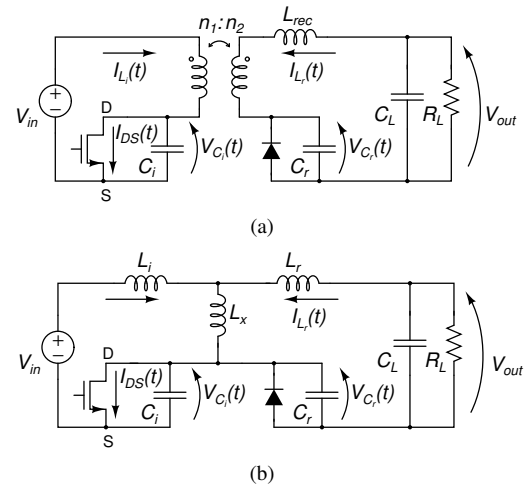 n1:n2
Lrec
ILi(t)
ILr(t)
Vin
D
IDS(t)
Ci
VCi(t)
S
Cr
VCr(t)
CL
RL
Vout
(a)
Li
Lr
Lx
ILr(t)
Vin
D
IDS(t)
Ci
VCi(t)
S
Cr
VCr(t)
CL
RL
Vout
(b)